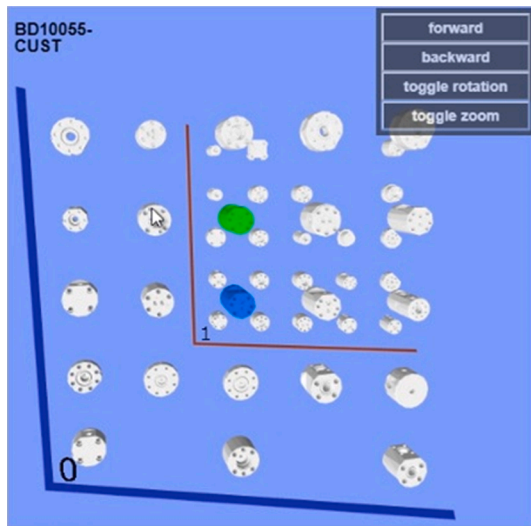 BD10055-
CUST
forward
backward
toggle rotation
toggle zoom
1
0